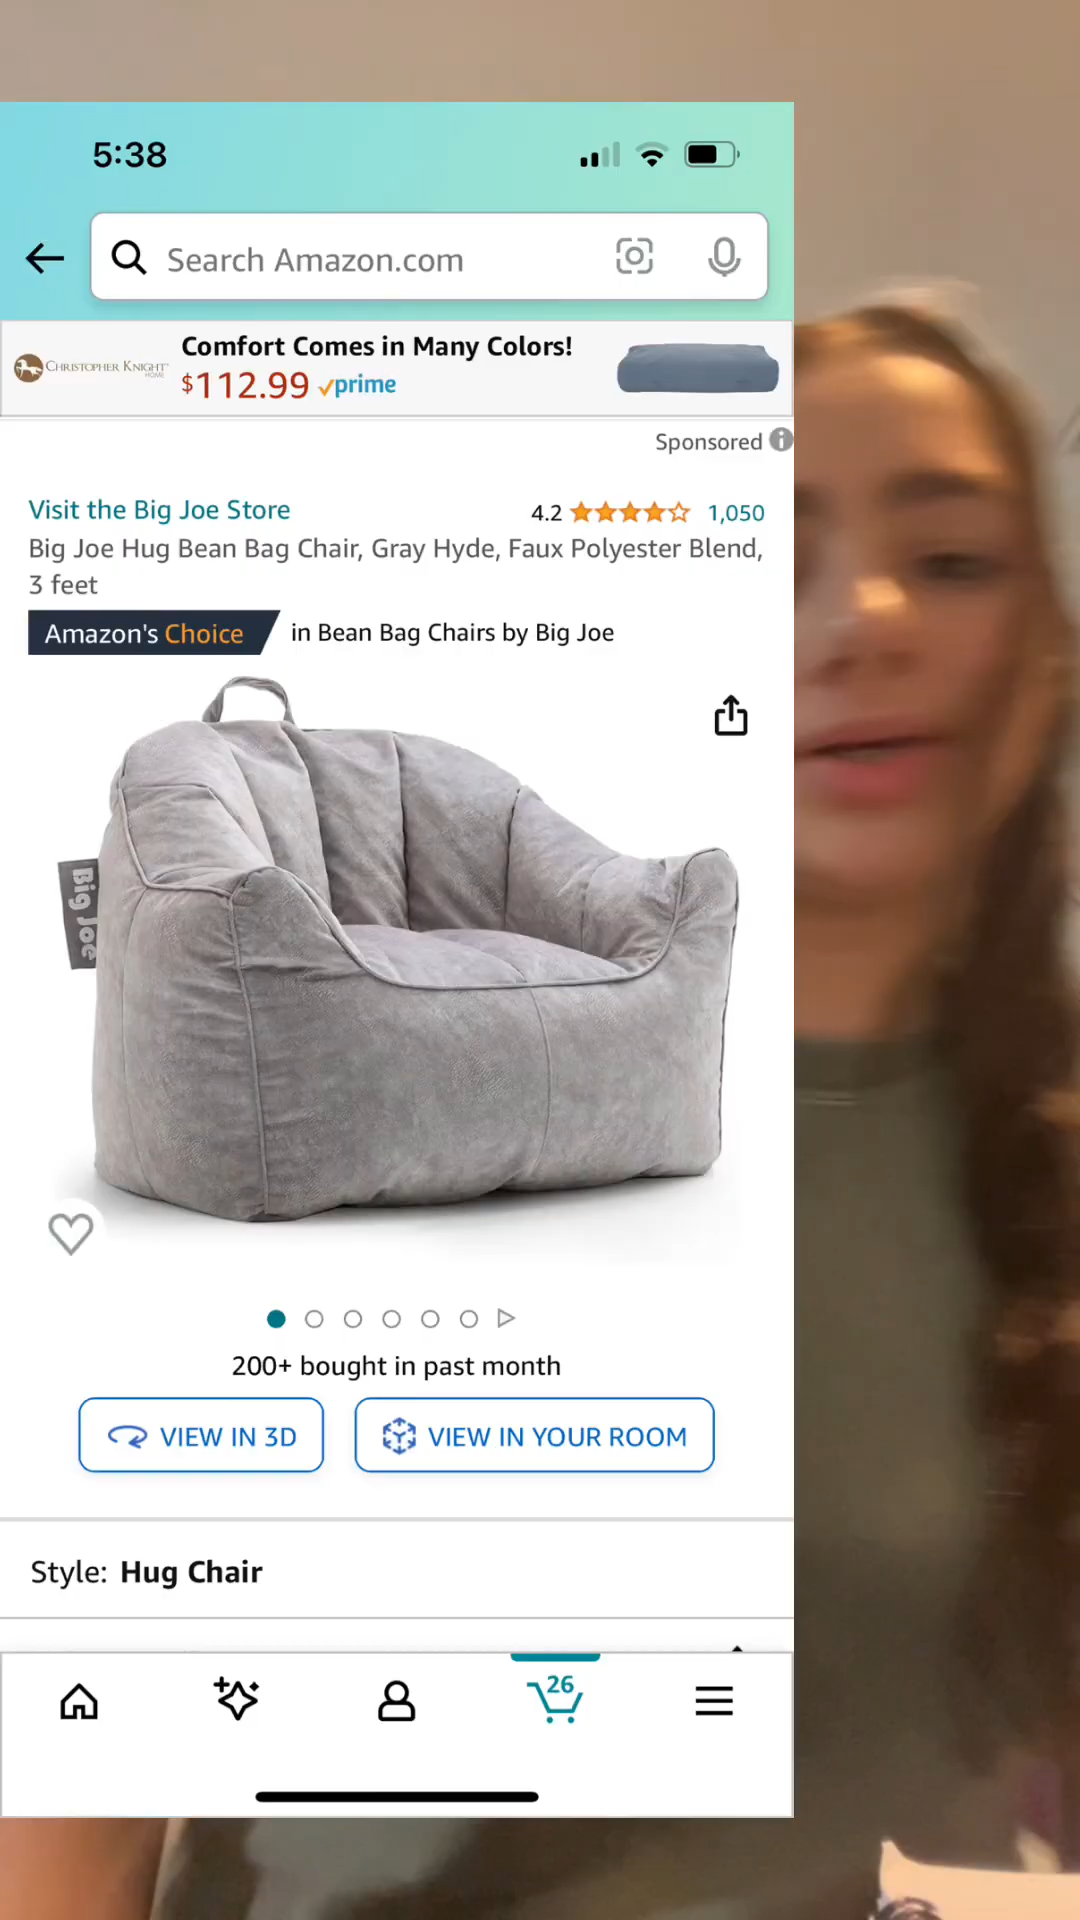 5:38
Search Amazon.com
CHRISTOPHER KNIGHT
HOME
Comfort Comes in Many Colors!
$112.99 prime
Sponsored
Visit the Big Joe Store
4.2 1,050
Big Joe Hug Bean Bag Chair, Gray Hyde, Faux Polyester Blend,
3 feet
Amazon's Choice in Bean Bag Chairs by Big Joe
Big Joe
200+ bought in past month
VIEW IN 3D
VIEW IN YOUR ROOM
Style: Hug Chair
26